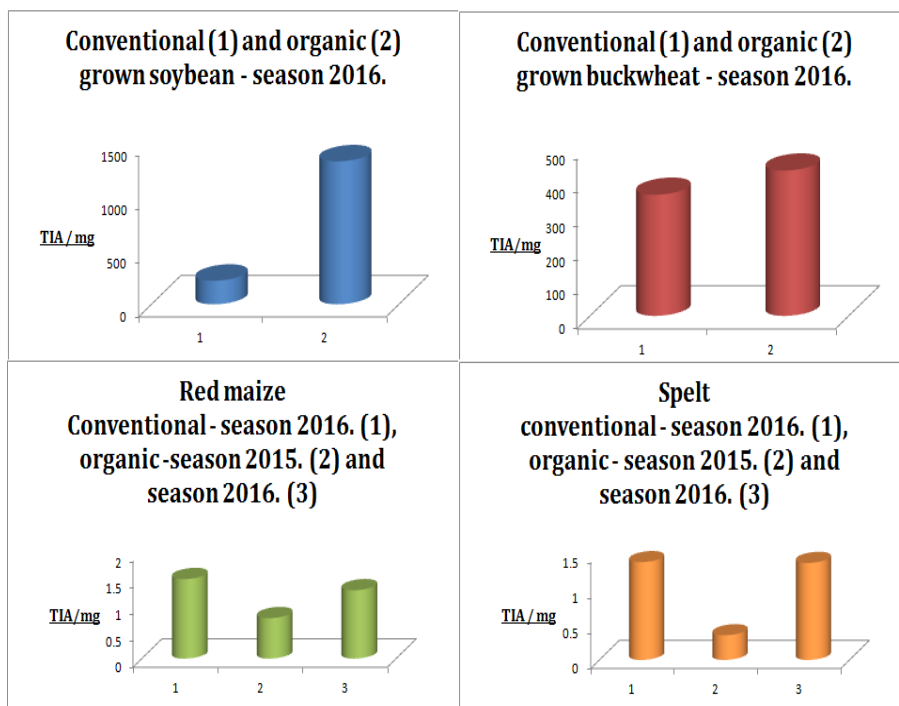 Conventional (1) and organic (2)
grown soybean - season 2016.
1500
1000
TIA / mg
500
0
1 2
Conventional (1) and organic (2)
grown buckwheat - season 2016.
500
400
300
TIA / mg
200
100
0
1 2
Red maize
Conventional - season 2016. (1),
organic -season 2015. (2) and
season 2016. (3)
2
1.5
1
TIA/mg
0.5
0
1 2 3
Spelt
conventional - season 2016. (1),
organic - season 2015. (2) and
season 2016. (3)
1.5
1
TIA/mg
0.5
0
1 2 3